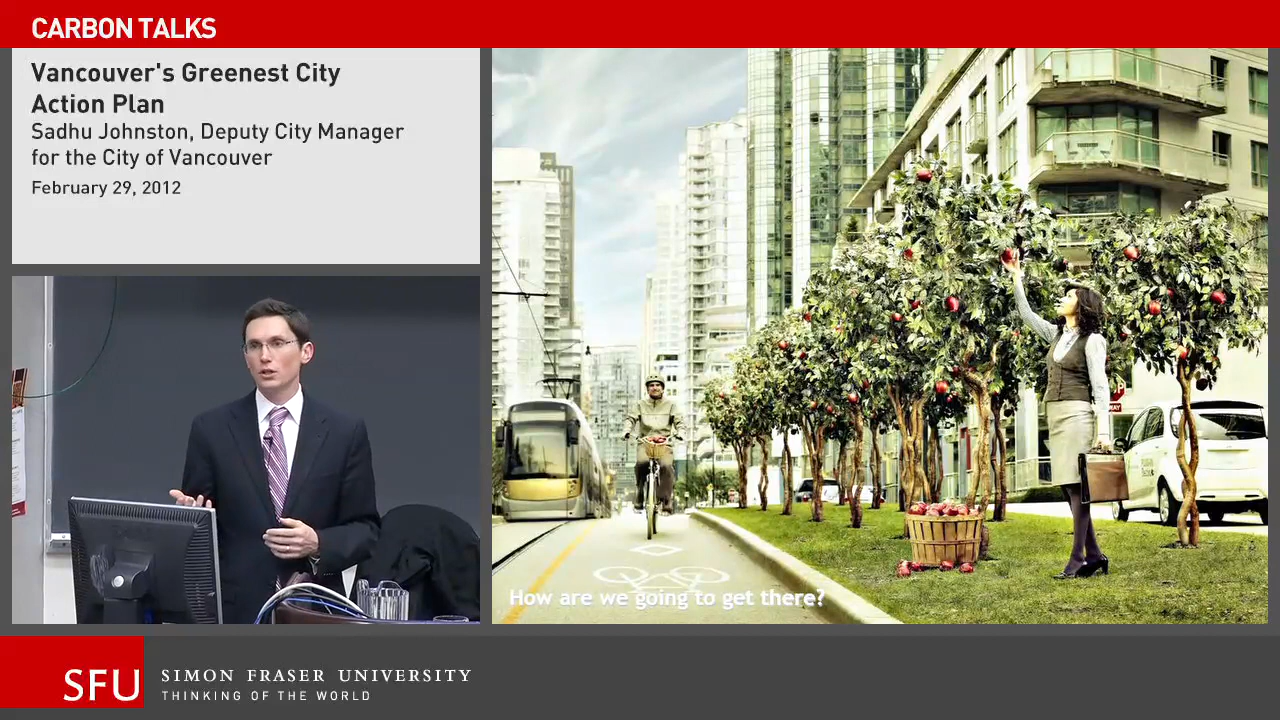 CARBON TALKS
Vancouver's Greenest City
Action Plan
Sadhu Johnston, Deputy City Manager
for the City of Vancouver
February 29, 2012
How are we going to get there?
SFU
SIMON FRASER UNIVERSITY
THINKING OF THE WORLD